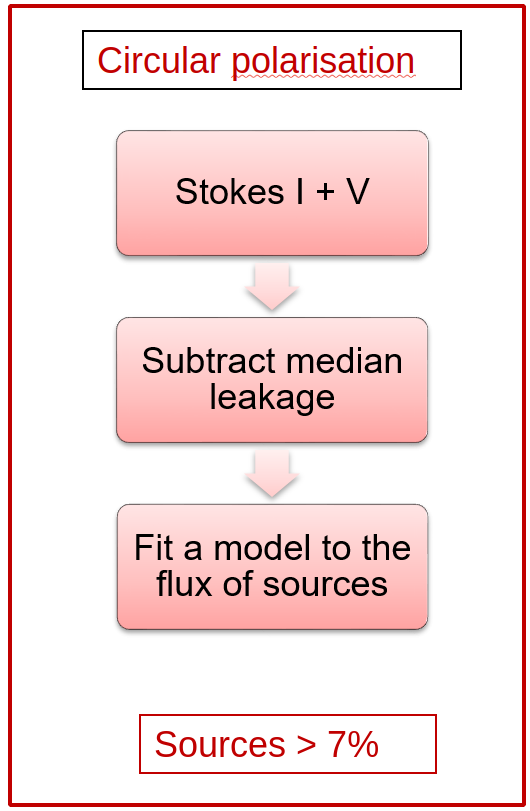 Circular polarisation
Stokes I + V
Subtract median
leakage
Fit a model to the
flux of sources
Sources > 7%